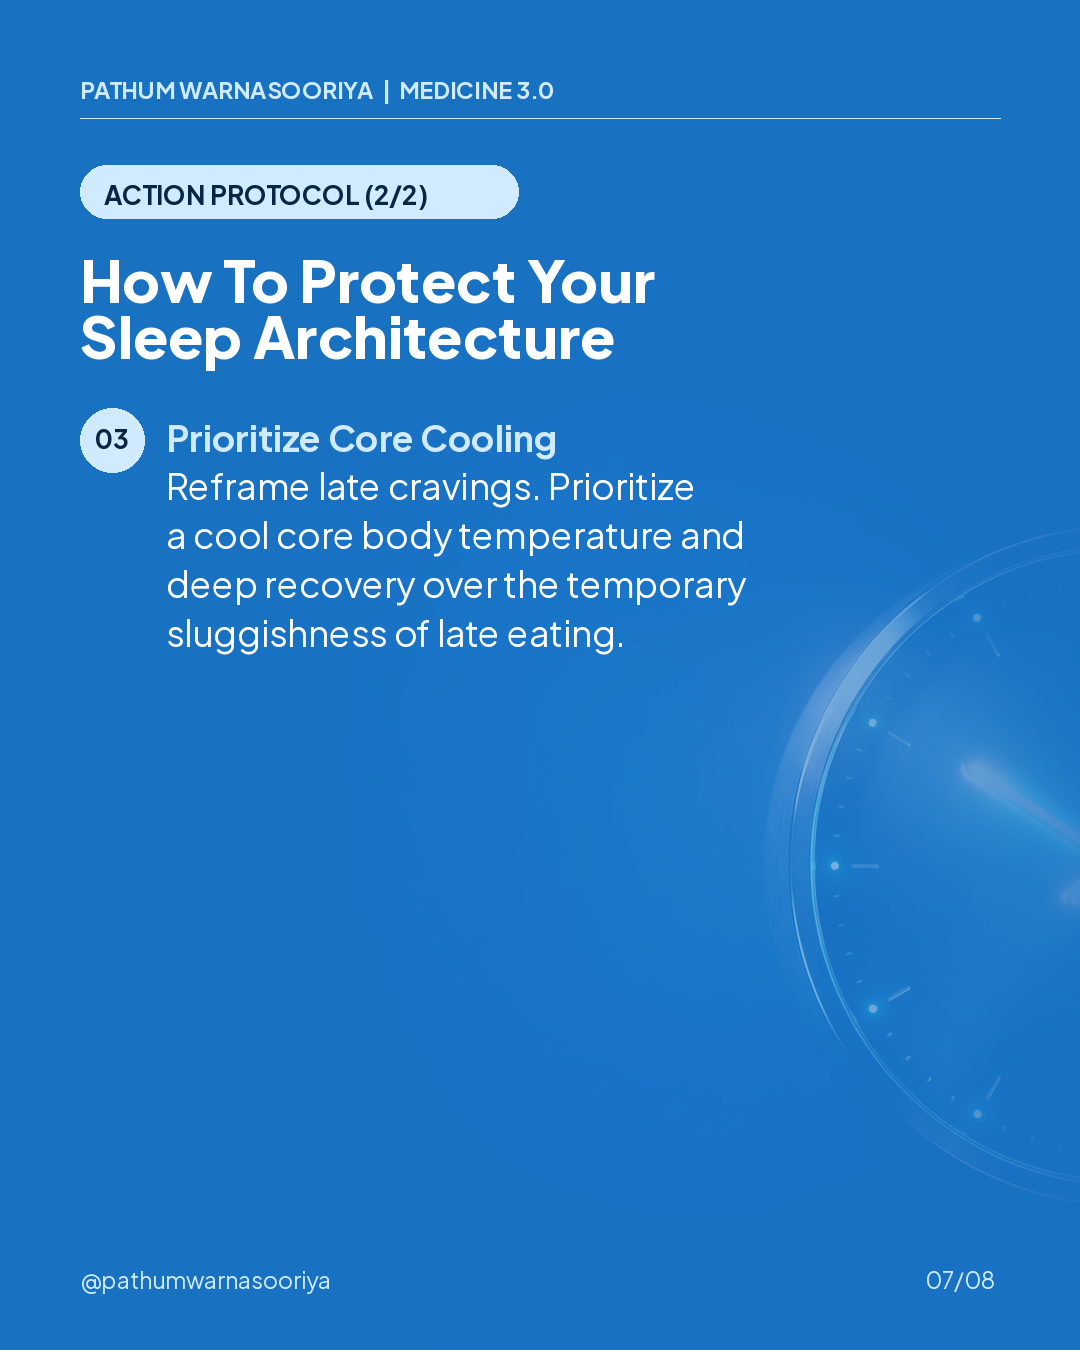 PATHUM WARNASOORIYA | MEDICINE 3.0
ACTION PROTOCOL (2/2)
How To Protect Your
Sleep Architecture
03
Prioritize Core Cooling
Reframe late cravings. Prioritize
a cool core body temperature and
deep recovery over the temporary
sluggishness of late eating.
@pathumwarnasooriya
07/08